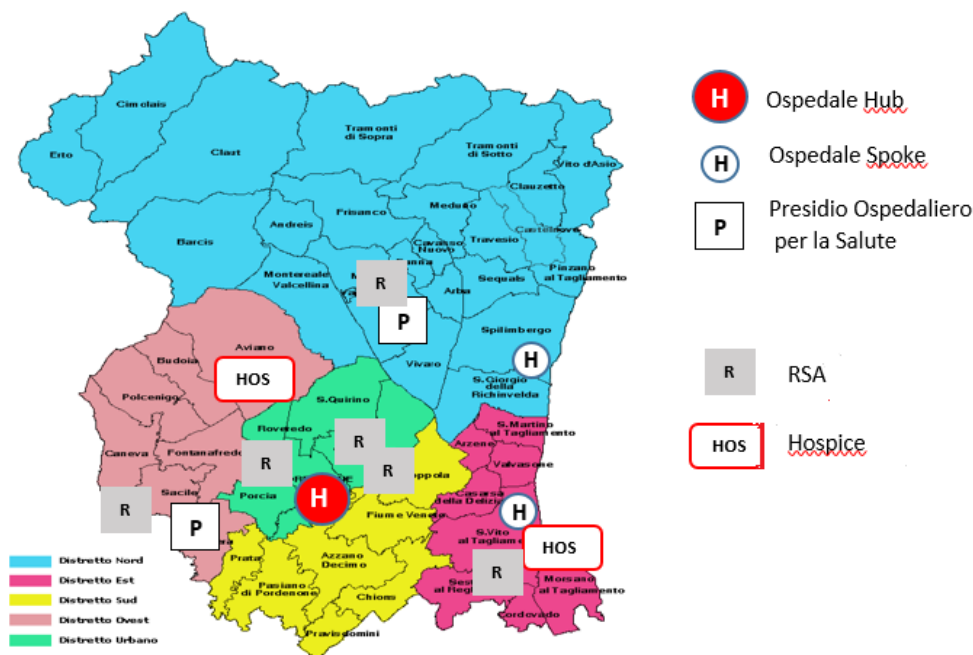 Cimolais
Erto
Claut
Tramonti
di Sopra
Tramonti
di Sotto
Vito d'Asio
Clauzetto
Barcis
Andreis
Frisanco
Meduno
Travesio
Castelnovo
Cavasso
Nuovo
Montereale
Valcellina
R
P
Arba
Sequals
Pinzano
al Tagliamento
Spilimbergo
H
Vivaro
S.Giorgio
della
Richinvelda
Aviano
Budoia
HOS
Polcenigo
S.Quirino
Roveredo
R
R
R
Caneva
Fontanafredda
Sacile
R
P
Porcia
H
S.Martino
al Tagliamento
Arzene
Valvasone
Casarsa
della Delizia
H
Fiume Veneto
S.Vito
HOS
R
Prata
Azzano
Decimo
Pasiano
di Pordenone
Chions
Pravisdomini
Morsano
al Tagliamento
Cordovado
Distretto Nord
Distretto Est
Distretto Sud
Distretto Ovest
Distretto Urbano
H Ospedale Hub
H Ospedale Spoke
P Presidio Ospedaliero
per la Salute
R RSA
HOS Hospice